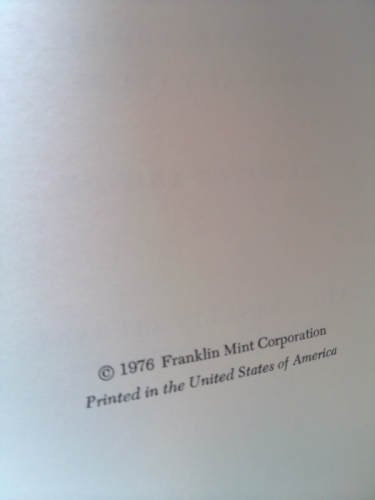 © 1976 Franklin Mint Corporation
Printed in the United States of America